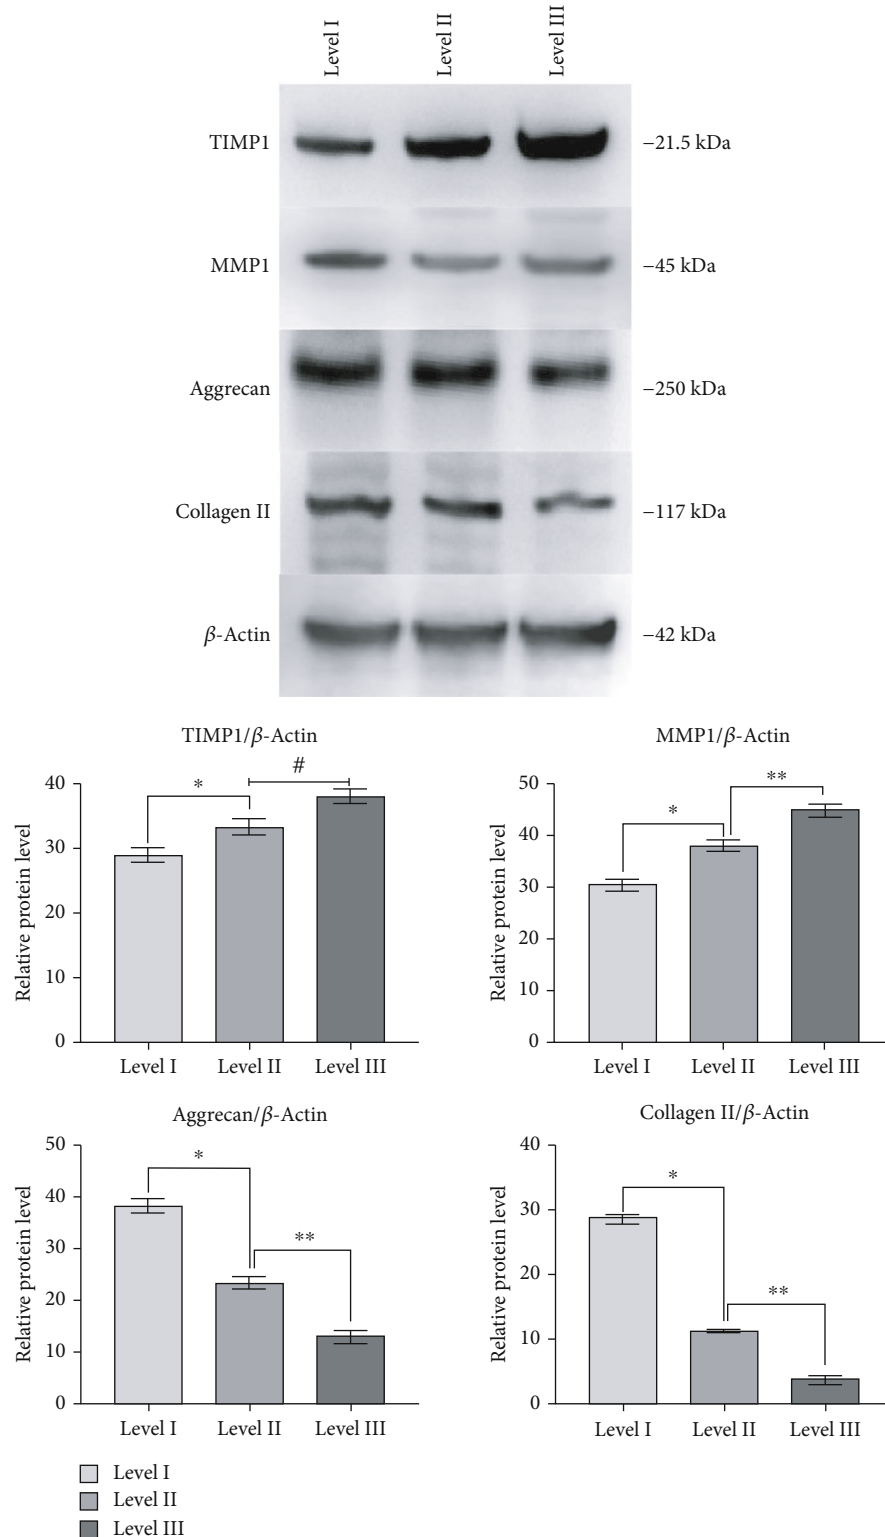 Level I
Level II
Level III
TIMP1
−21.5 kDa
MMP1
−45 kDa
Aggrecan
−250 kDa
Collagen II
−117 kDa
β-Actin
−42 kDa
TIMP1/β-Actin
Relative protein level
40
30
20
10
0
*
#
Level I
Level II
Level III
MMP1/β-Actin
Relative protein level
50
40
30
20
10
0
*
**
Level I
Level II
Level III
Aggrecan/β-Actin
Relative protein level
50
40
30
20
10
0
*
**
Level I
Level II
Level III
Collagen II/β-Actin
Relative protein level
40
30
20
10
0
*
**
Level I
Level II
Level III
Level I
Level II
Level III